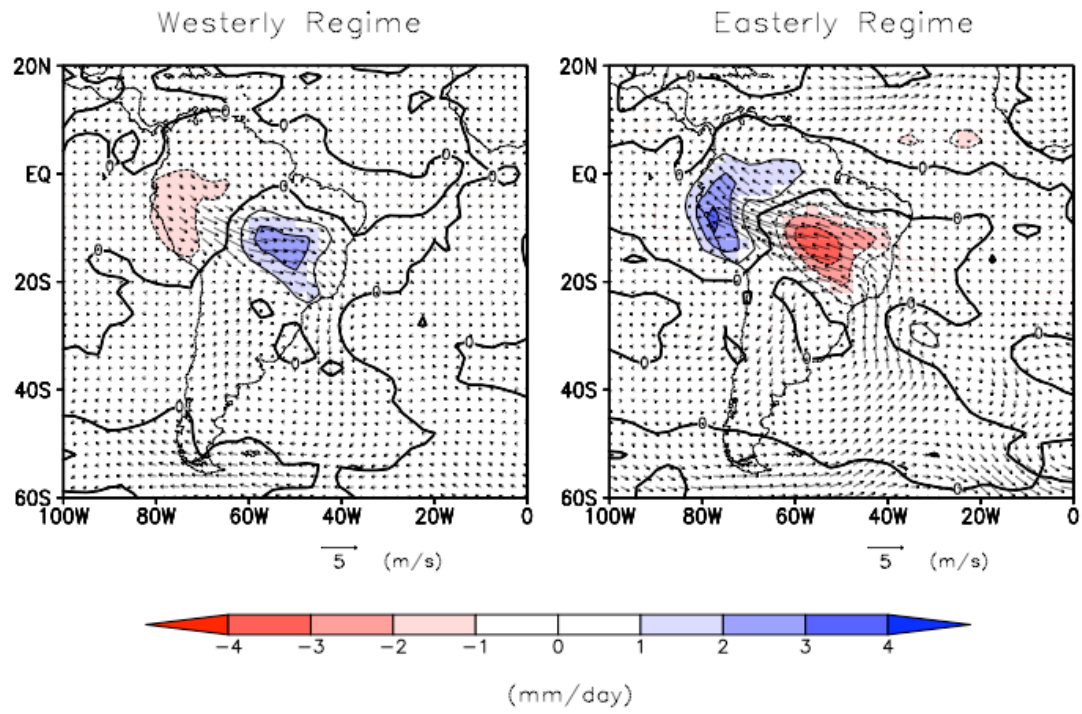 Westerly Regime
Easterly Regime
20N
EQ
20S
40S
60S
100W 80W 60W 40W 20W 0
5 (m/s)
20N
EQ
20S
40S
60S
100W 80W 60W 40W 20W 0
5 (m/s)
-4 -3 -2 -1 0 1 2 3 4
(mm/day)